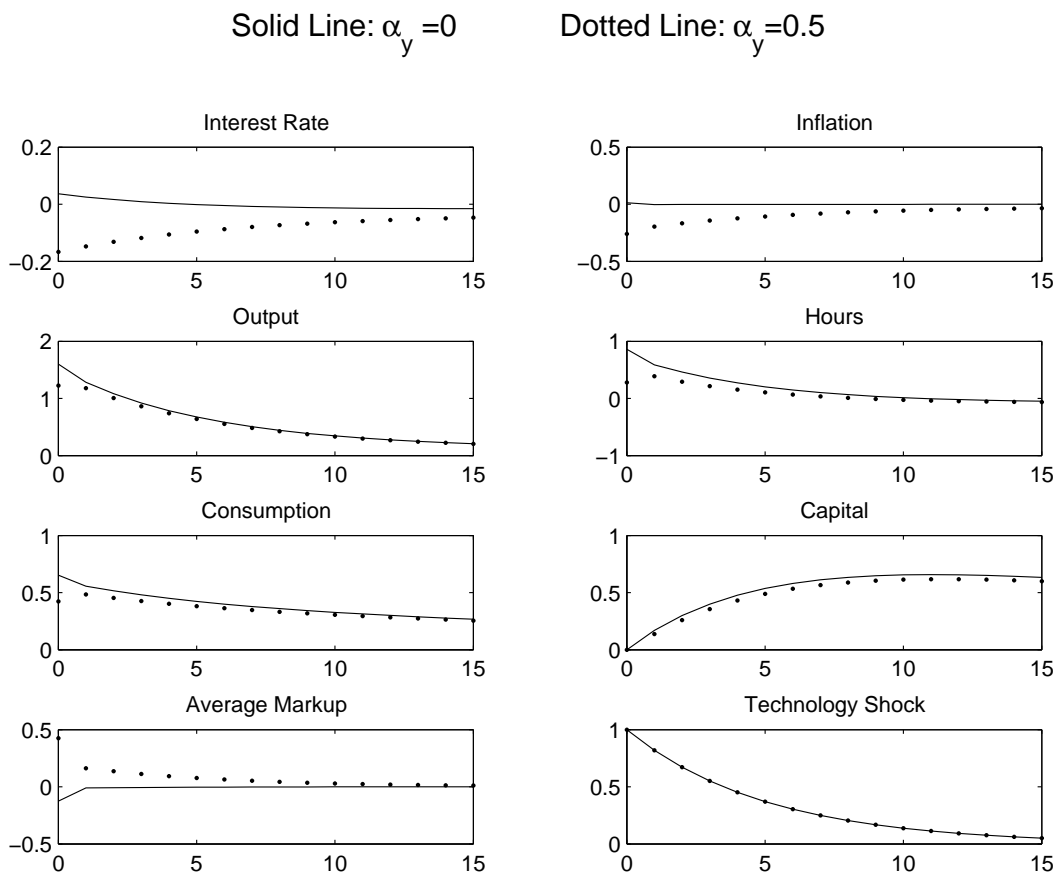 Solid Line: α_y =0 Dotted Line: α_y=0.5
Interest Rate
0.2
0
−0.2
0 5 10 15
Inflation
0.5
0
−0.5
0 5 10 15
Output
2
1
0
0 5 10 15
Hours
1
0
−1
0 5 10 15
Consumption
1
0.5
0
0 5 10 15
Capital
1
0.5
0
0 5 10 15
Average Markup
0.5
0
−0.5
0 5 10 15
Technology Shock
1
0.5
0
0 5 10 15